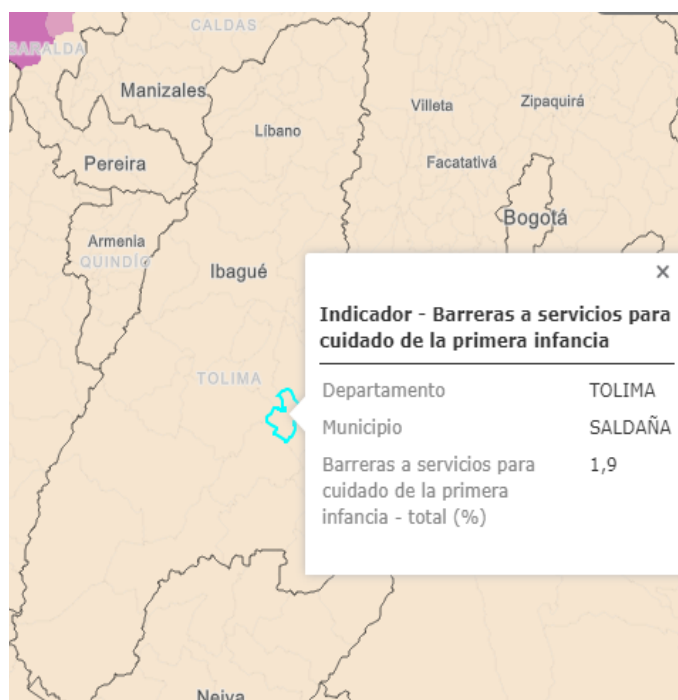 CALDAS
ARALDA
Manizales
Villeta
Zipaquirá
Líbano
Pereira
Facatativá
Bogotá
Armenia
QUINDÍO
Ibagué
×
Indicador - Barreras a servicios para
cuidado de la primera infancia
TOLIMA
Departamento TOLIMA
Municipio SALDAÑA
Barreras a servicios para 1,9
cuidado de la primera
infancia - total (%)
Neiva